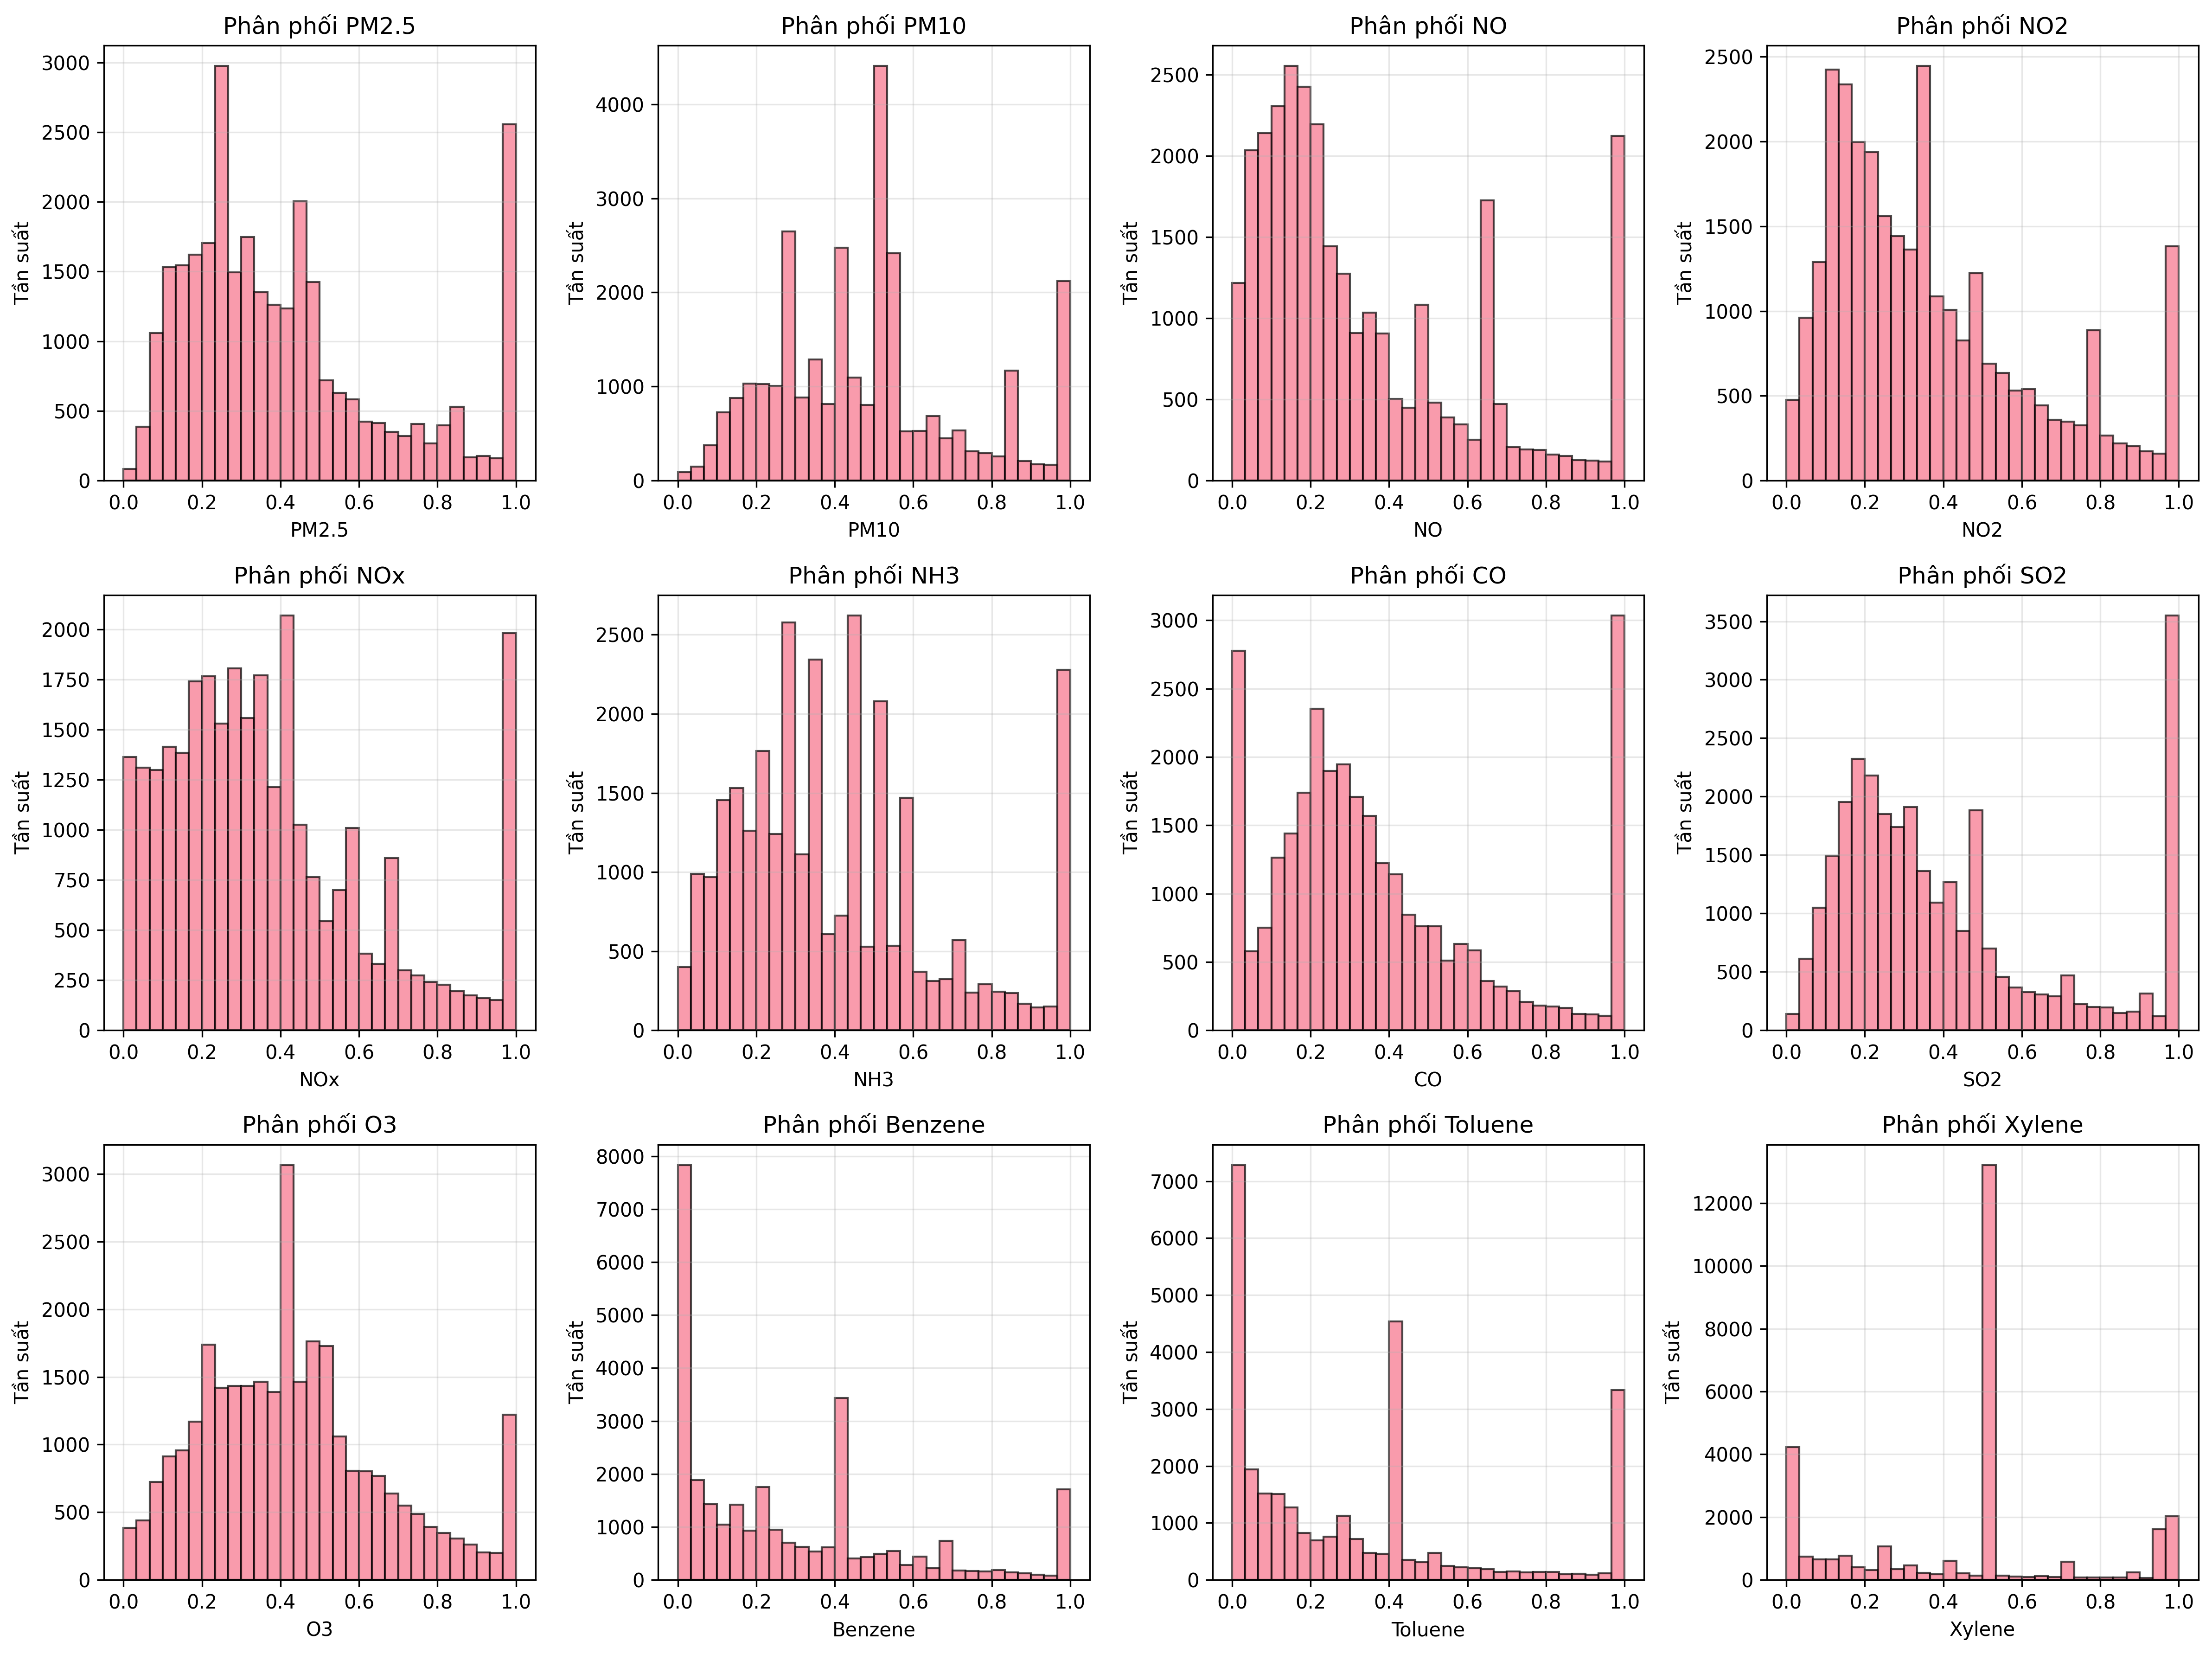 Phân phối PM2.5
Tần suất
3000
2500
2000
1500
1000
500
0
0.0 0.2 0.4 0.6 0.8 1.0
PM2.5
Phân phối PM10
Tần suất
4000
3000
2000
1000
0
0.0 0.2 0.4 0.6 0.8 1.0
PM10
Phân phối NO
Tần suất
2500
2000
1500
1000
500
0
0.0 0.2 0.4 0.6 0.8 1.0
NO
Phân phối NO2
Tần suất
2500
2000
1500
1000
500
0
0.0 0.2 0.4 0.6 0.8 1.0
NO2
Phân phối NOx
Tần suất
2000
1750
1500
1250
1000
750
500
250
0
0.0 0.2 0.4 0.6 0.8 1.0
NOx
Phân phối NH3
Tần suất
2500
2000
1500
1000
500
0
0.0 0.2 0.4 0.6 0.8 1.0
NH3
Phân phối CO
Tần suất
3000
2500
2000
1500
1000
500
0
0.0 0.2 0.4 0.6 0.8 1.0
CO
Phân phối SO2
Tần suất
3500
3000
2500
2000
1500
1000
500
0
0.0 0.2 0.4 0.6 0.8 1.0
SO2
Phân phối O3
Tần suất
3000
2500
2000
1500
1000
500
0
0.0 0.2 0.4 0.6 0.8 1.0
O3
Phân phối Benzene
Tần suất
8000
7000
6000
5000
4000
3000
2000
1000
0
0.0 0.2 0.4 0.6 0.8 1.0
Benzene
Phân phối Toluene
Tần suất
7000
6000
5000
4000
3000
2000
1000
0
0.0 0.2 0.4 0.6 0.8 1.0
Toluene
Phân phối Xylene
Tần suất
12000
10000
8000
6000
4000
2000
0
0.0 0.2 0.4 0.6 0.8 1.0
Xylene